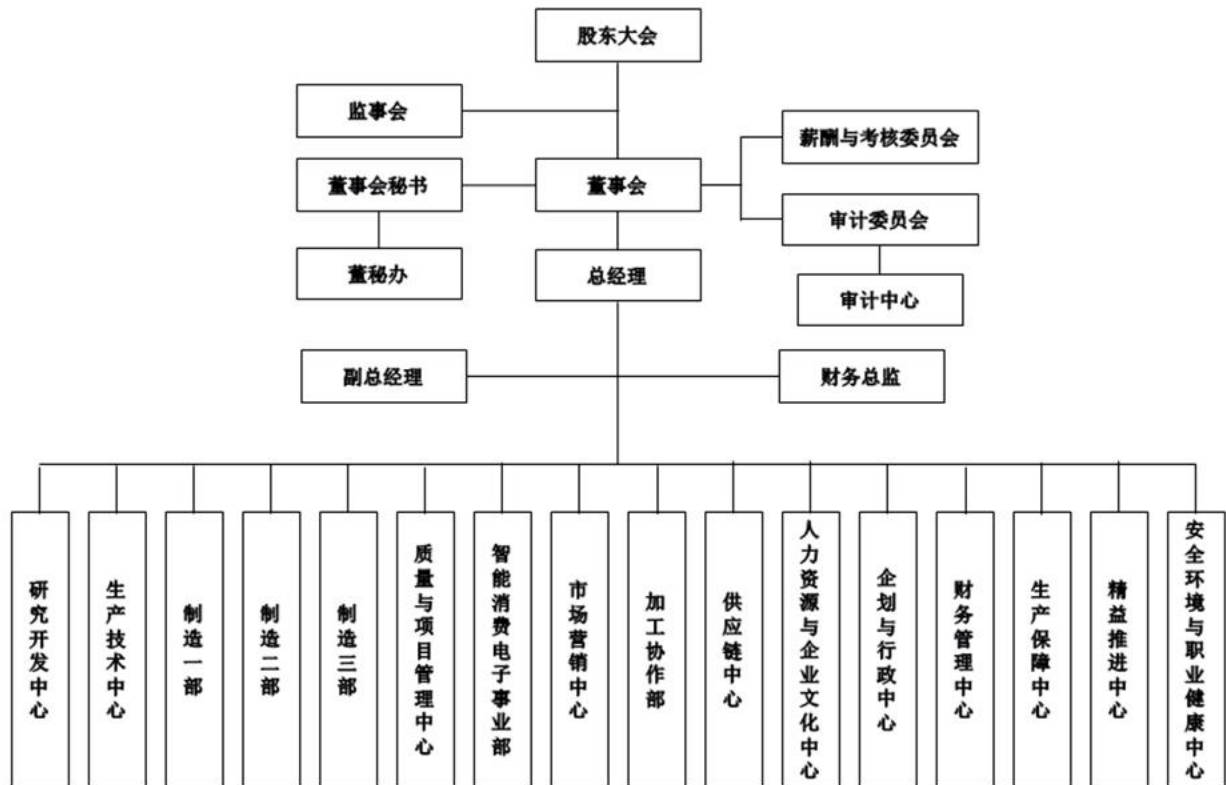 股东大会
监事会
薪酬与考核委员会
董事会秘书
董事会
审计委员会
董秘办
总经理
审计中心
副总经理
财务总监
研究开发中心
生产技术中心
制造一部
制造二部
制造三部
质量与项目管理中心
智能消费电子事业部
市场营销中心
加工协作部
供应链中心
人力资源与企业文化中心
企划与行政中心
财务管理中心
生产保障中心
精益推进中心
安全环境与职业健康中心